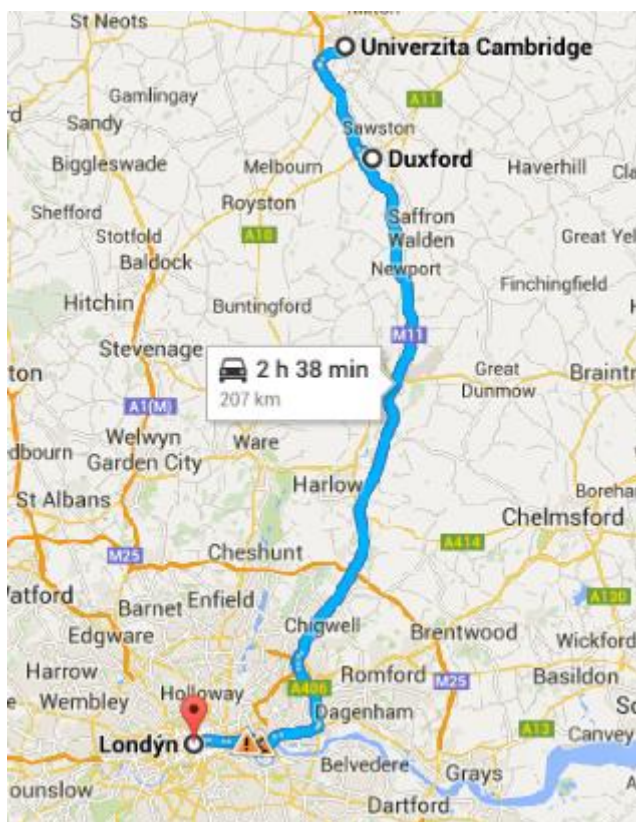 St Neots
Univerzita Cambridge
Gamlingay
A11
Sandy
Sawston
Duxford
Biggleswade
Melbourn
Haverhill
Royston
Shefford
Saffron
Walden
Stotfold
A10
Great Yel
Baldock
Newport
Finchingfield
Hitchin
Buntingford
M11
Stevenage
2 h 38 min
207 km
Great
Dunmow
Braintr
ton
A1(M)
Welwyn
Garden City
Ware
edbourn
Harlow
St Albans
Boreha
Chelmsford
M25
Cheshunt
A414
Vatford
Barnet
Enfield
A130
Chigwell
Brentwood
Wickford
Edgware
Harrow
Romford
M25
Basildon
Wembley
Holloway
A406
Dagenham
So
Londýn
A13
Canvey
Belvedere
Grays
ounslow
Dartford